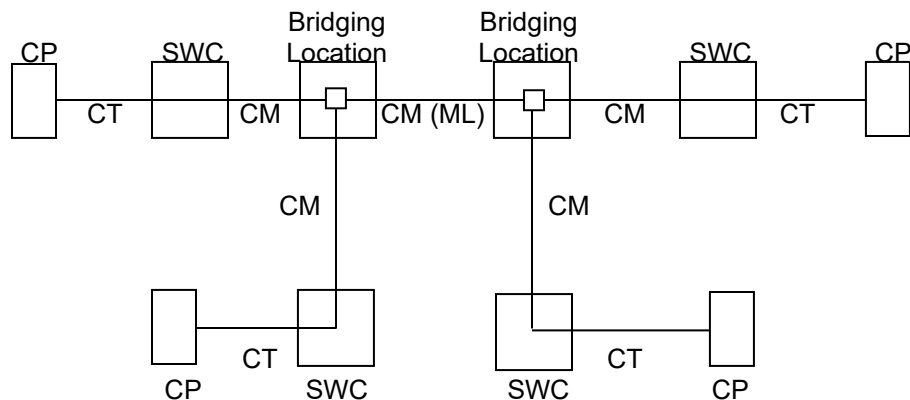 Bridging
Location
Bridging
Location
CP
SWC
SWC
CP
CT
CM
CM (ML)
CM
CT
CM
CM
CT
CT
CP
SWC
SWC
CP